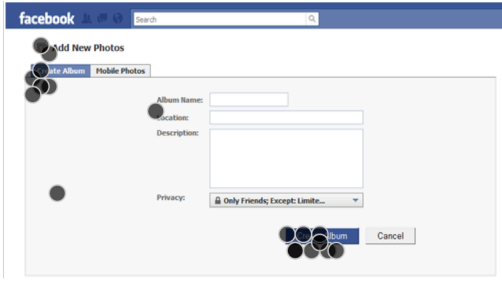 facebook
Search
Add New Photos
Create Album
Mobile Photos
Album Name:
Location:
Description:
Privacy:
Only Friends; Except: Limite...
Album
Cancel